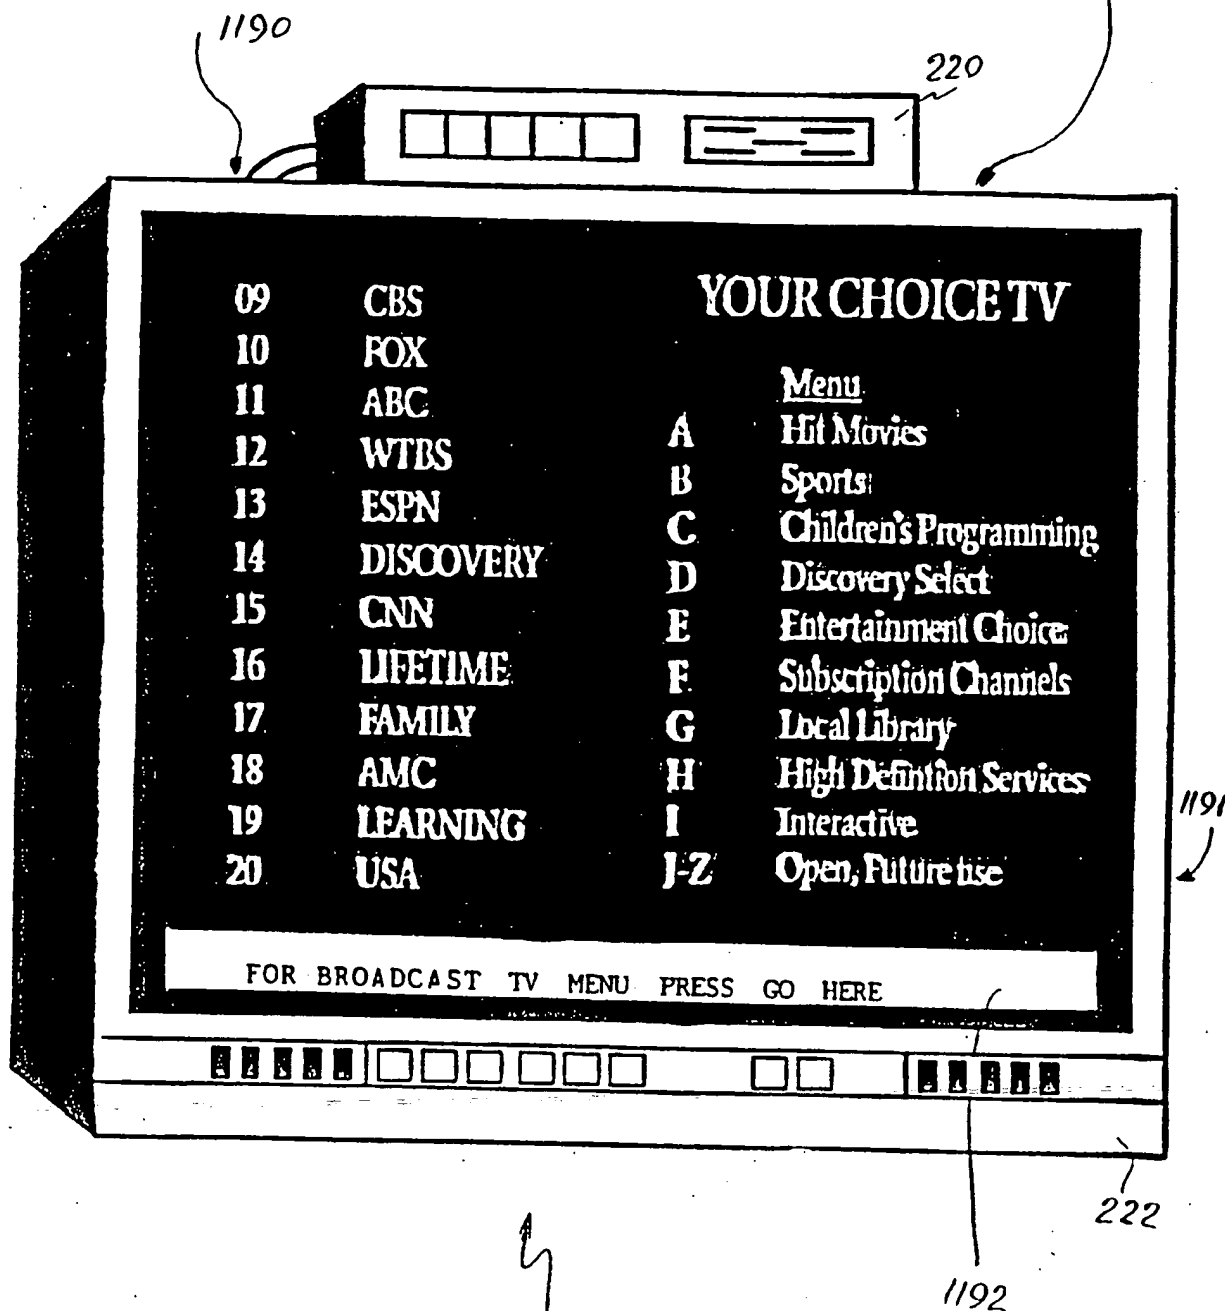 1190
220
09 CBS
10 FOX
11 ABC
12 WTBS
13 ESPN
14 DISCOVERY
15 CNN
16 LIFETIME
17 FAMILY
18 AMC
19 LEARNING
20 USA
YOUR CHOICE TV
Menu
A Hit Movies
B Sports
C Children's Programming
D Discovery Select
E Entertainment Choice
F Subscription Channels
G Local Library
H High Defintion Services
I Interactive
J-Z Open, Future use
1191
FOR BROADCAST TV MENU PRESS GO HERE
222
1192